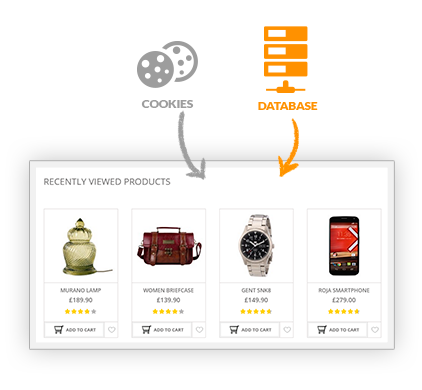 COOKIES
DATABASE
RECENTLY VIEWED PRODUCTS
MURANO LAMP
WOMEN BRIEFCASE
GENT SNK8
ROJA SMARTPHONE
£189.90
£139.90
£149,90
£279.00
ADD TO CART
ADD TO CART
ADD TO CART
ADD TO CART